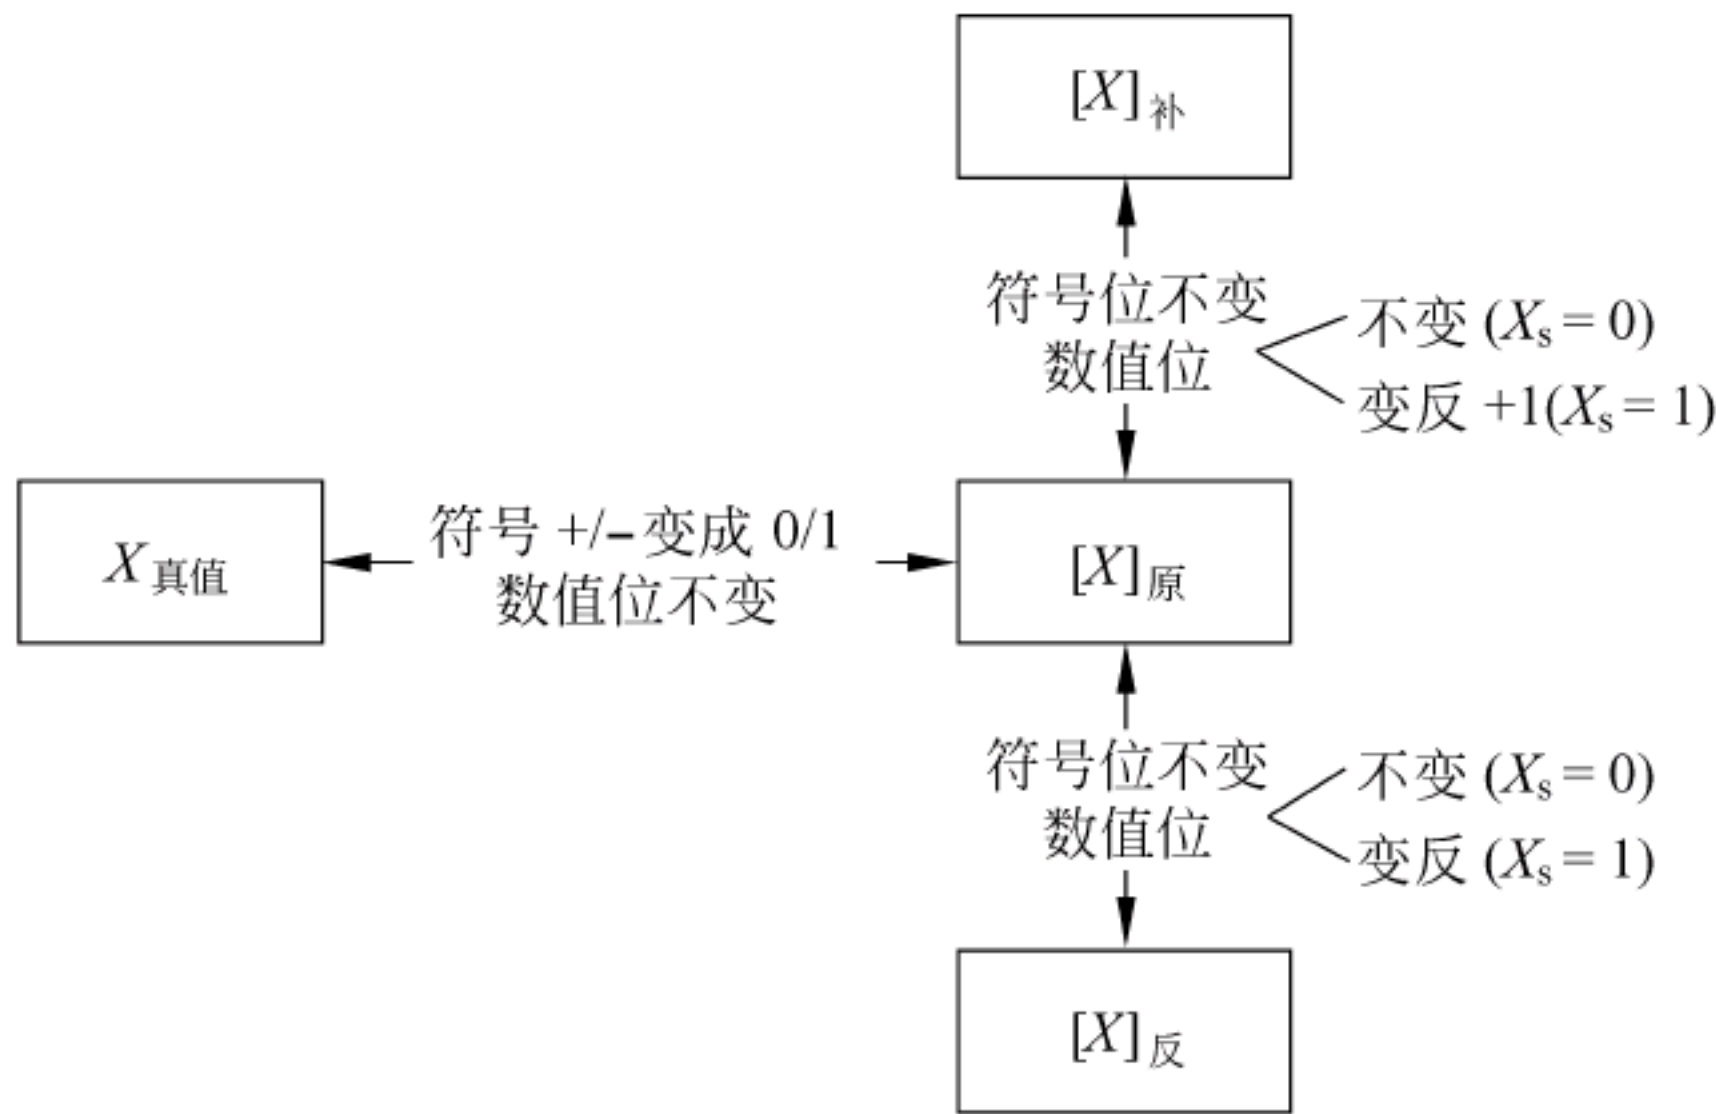 [X]补
符号位不变
数值位
不变 (Xs = 0)
变反 +1(Xs = 1)
X真值
符号 +/− 变成 0/1
数值位不变
[X]原
符号位不变
数值位
不变 (Xs = 0)
变反 (Xs = 1)
[X]反